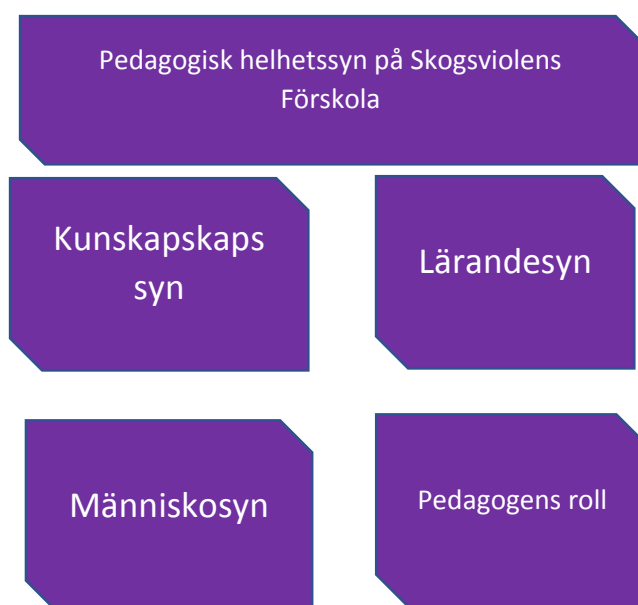 Pedagogisk helhetssyn på Skogsviolens
Förskola
Kunskapskaps
syn
Lärandesyn
Människosyn
Pedagogens roll